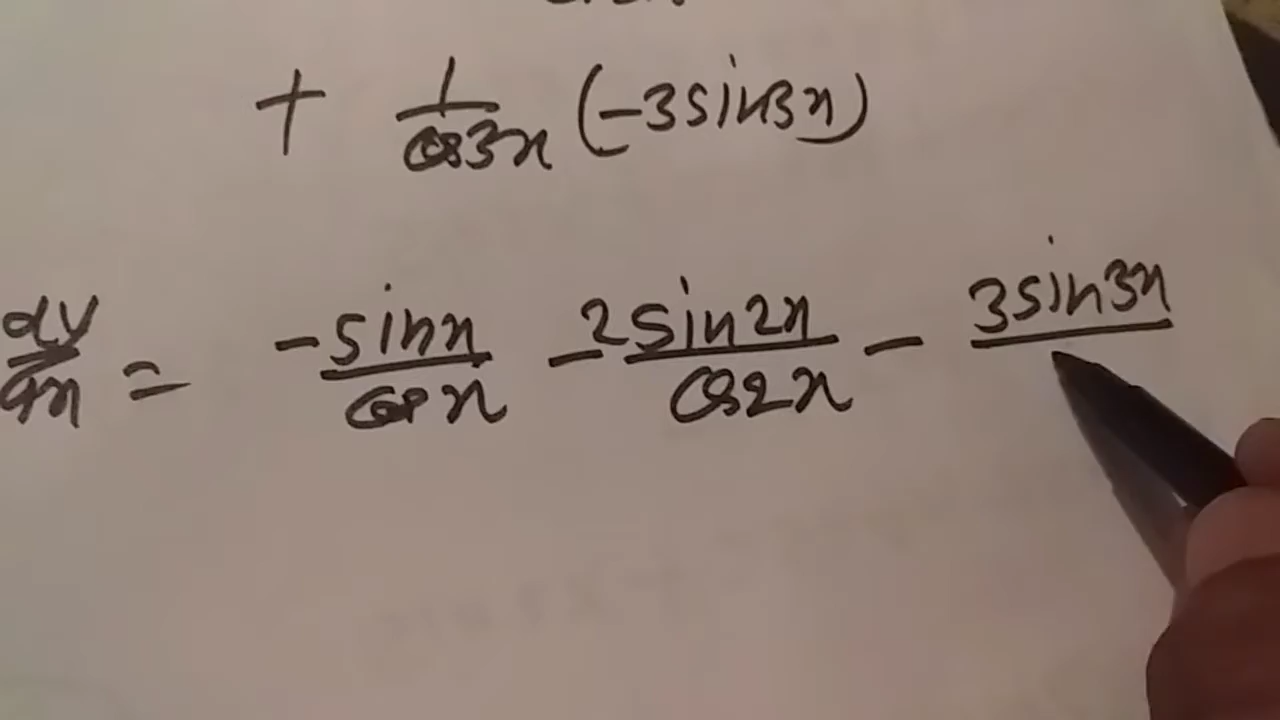 + 1/cos3x (-3sin3x)
dy/dx = -sinx/cosx - 2sin2x/cos2x - 3sin3x/